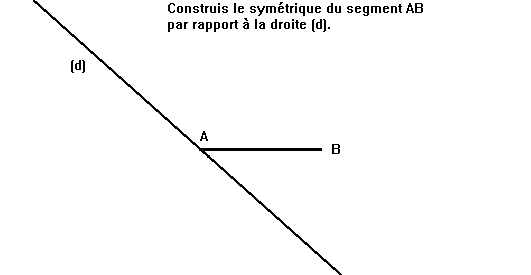 Construis le symétrique du segment AB
par rapport à la droite (d).
(d)
A
B